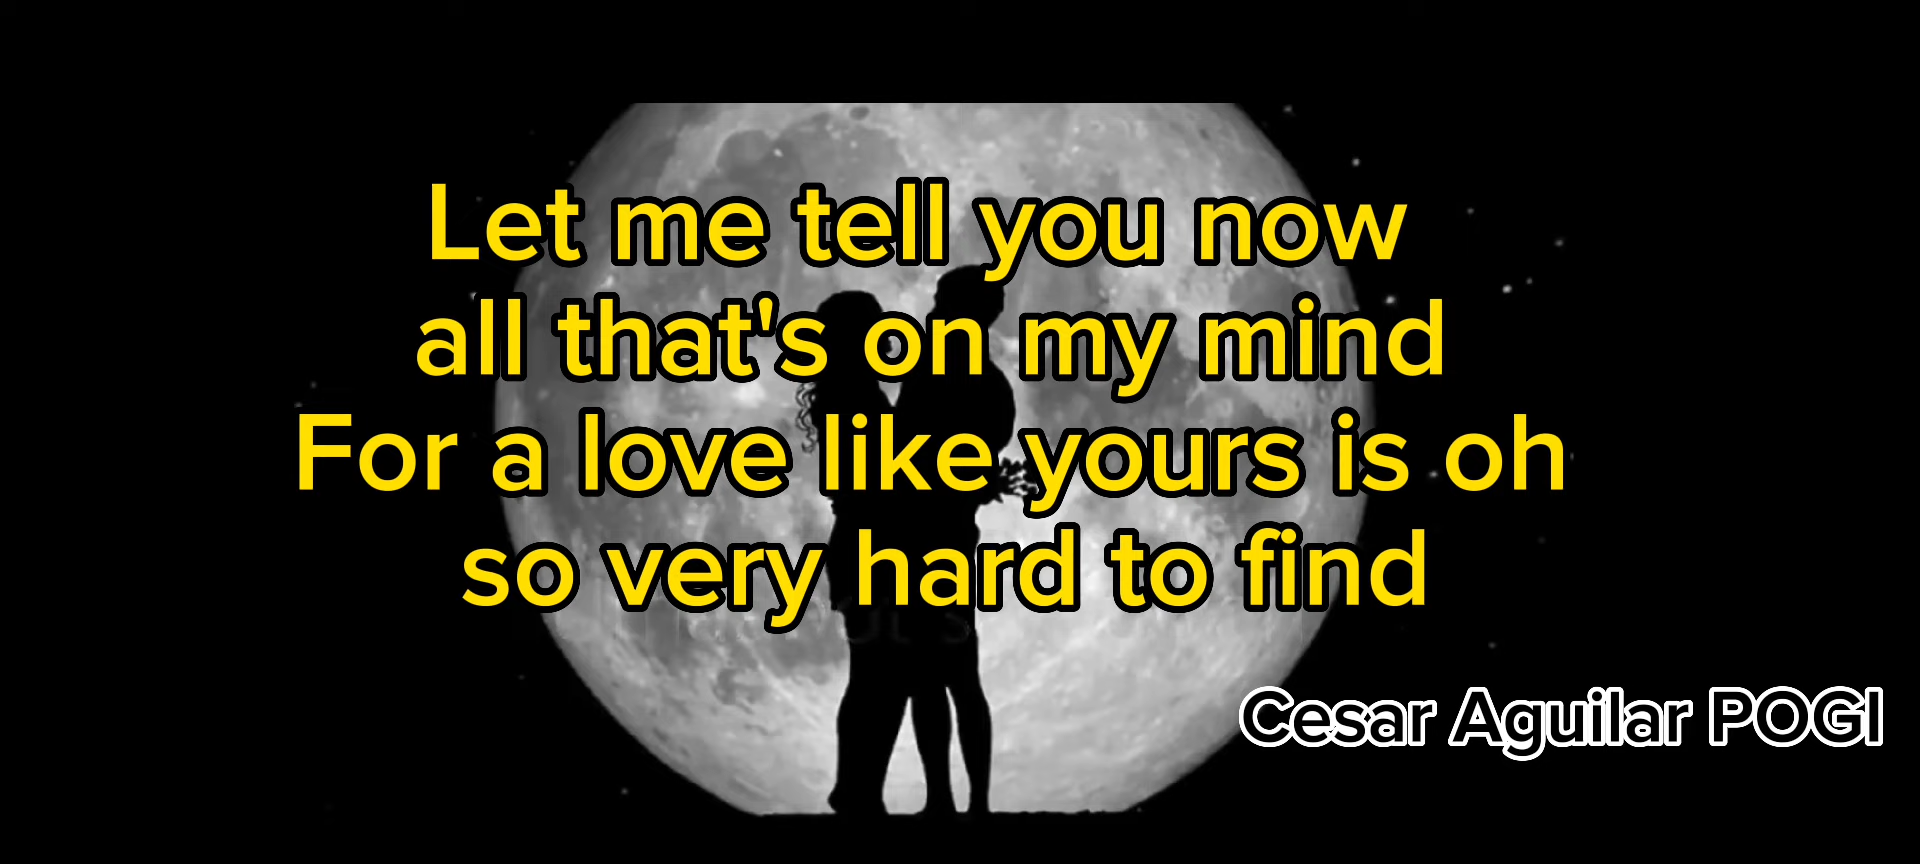 Let me tell you now
all that's on my mind
For a love like yours is oh
so very hard to find
Cesar Aguilar POGI